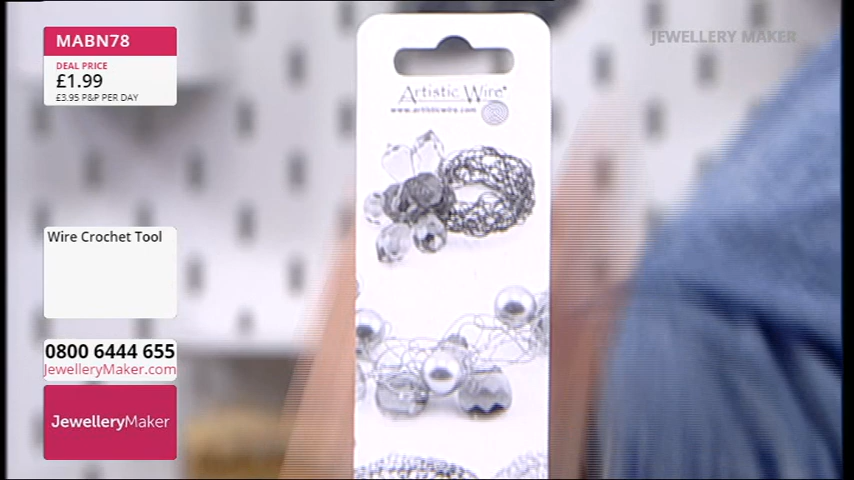 MABN78
DEAL PRICE
£1.99
£3.95 P&P PER DAY
JEWELLERY MAKER
Artistic Wire®
www.artisticwire.com
Wire Crochet Tool
0800 6444 655
JewelleryMaker.com
JewelleryMaker